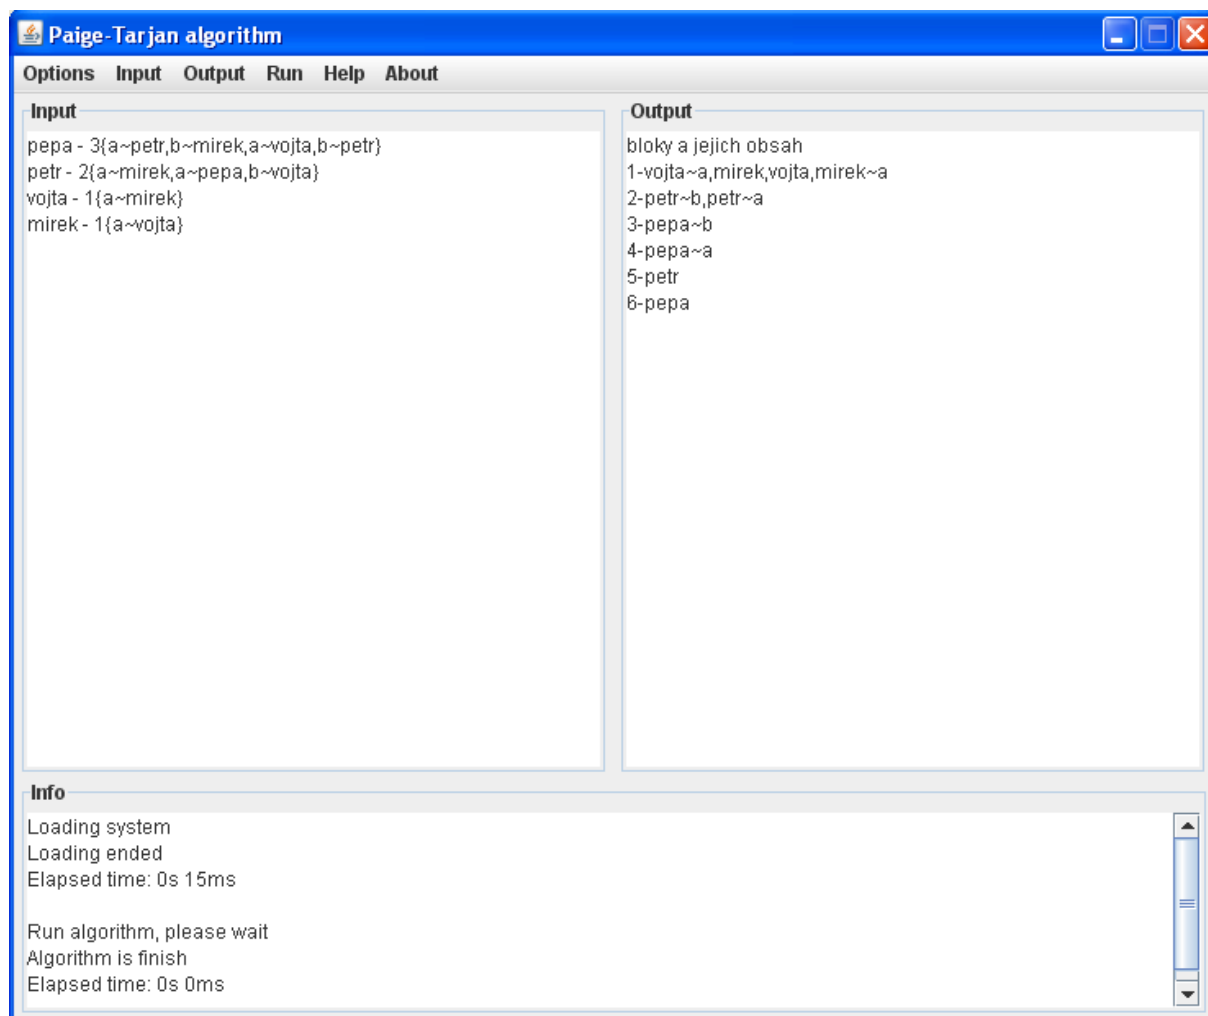 Paige-Tarjan algorithm
Options Input Output Run Help About
Input
pepa - 3{a~petr,b~mirek,a~vojta,b~petr}
petr - 2{a~mirek,a~pepa,b~vojta}
vojta - 1{a~mirek}
mirek - 1{a~vojta}
Output
bloky a jejich obsah
1-vojta~a,mirek,vojta,mirek~a
2-petr~b,petr~a
3-pepa~b
4-pepa~a
5-petr
6-pepa
Info
Loading system
Loading ended
Elapsed time: 0s 15ms
Run algorithm, please wait
Algorithm is finish
Elapsed time: 0s 0ms